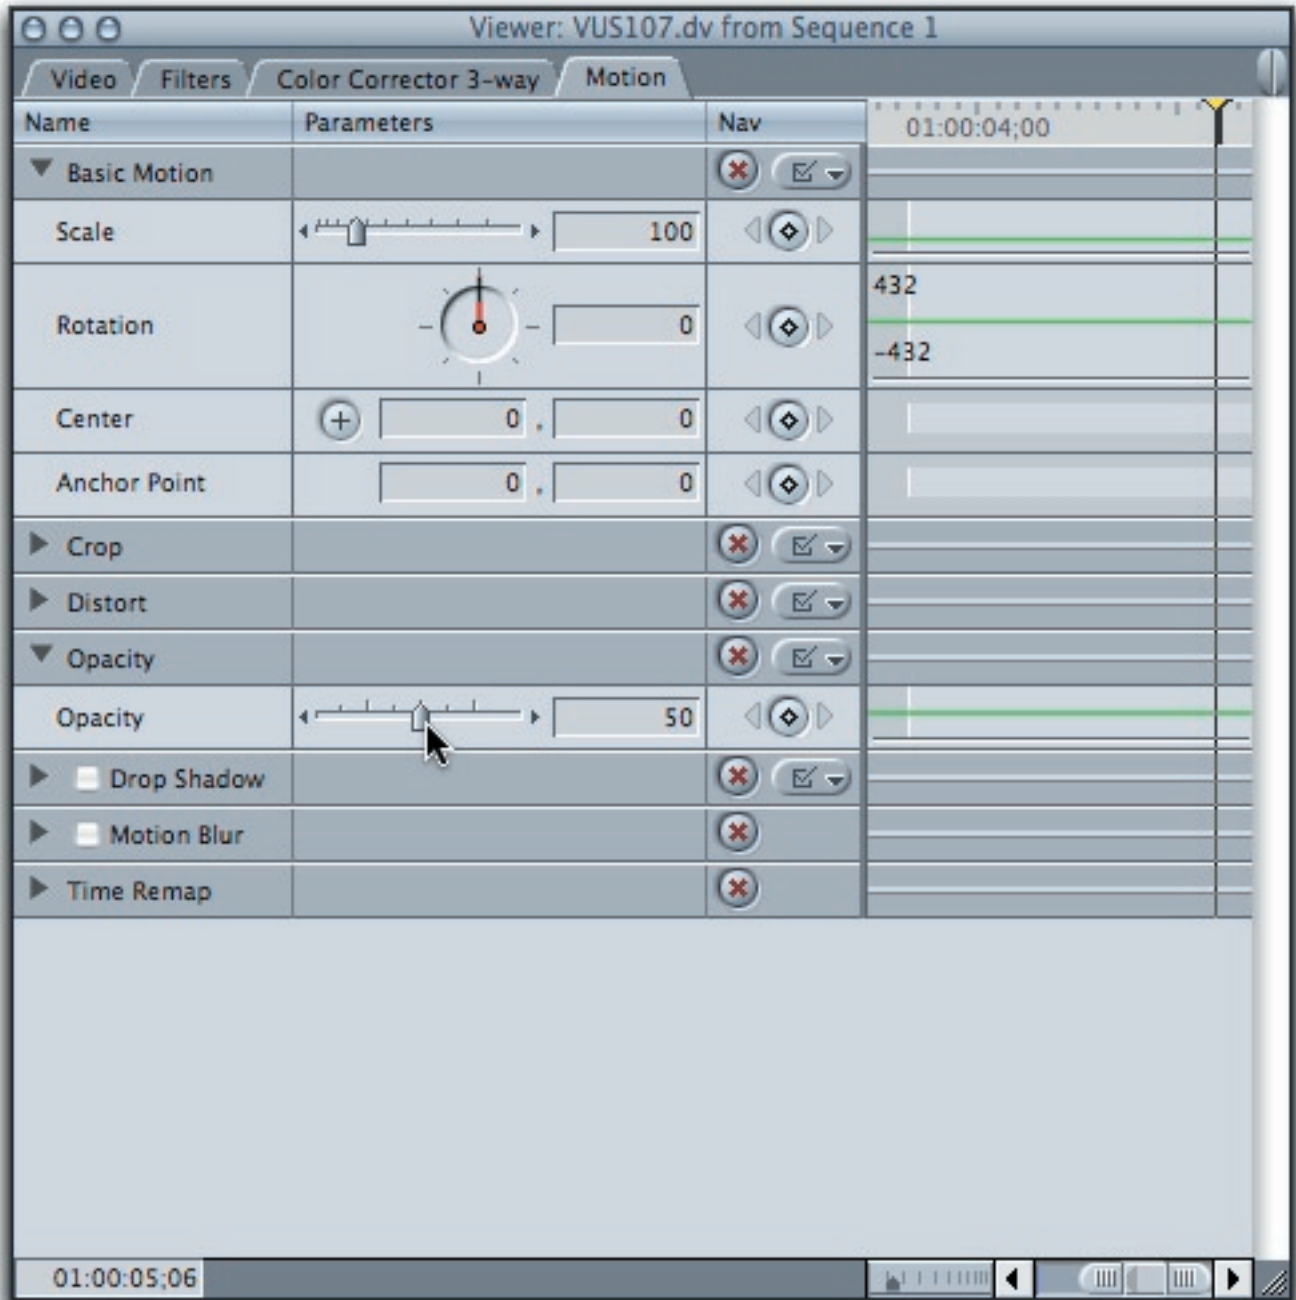 Viewer: VUS107.dv from Sequence 1
Video Filters Color Corrector 3-way Motion
Name Parameters Nav 01:00:04;00
Basic Motion
Scale 100
Rotation 0 432
-432
Center 0 , 0
Anchor Point 0 , 0
Crop
Distort
Opacity
Opacity 50
Drop Shadow
Motion Blur
Time Remap
01:00:05;06